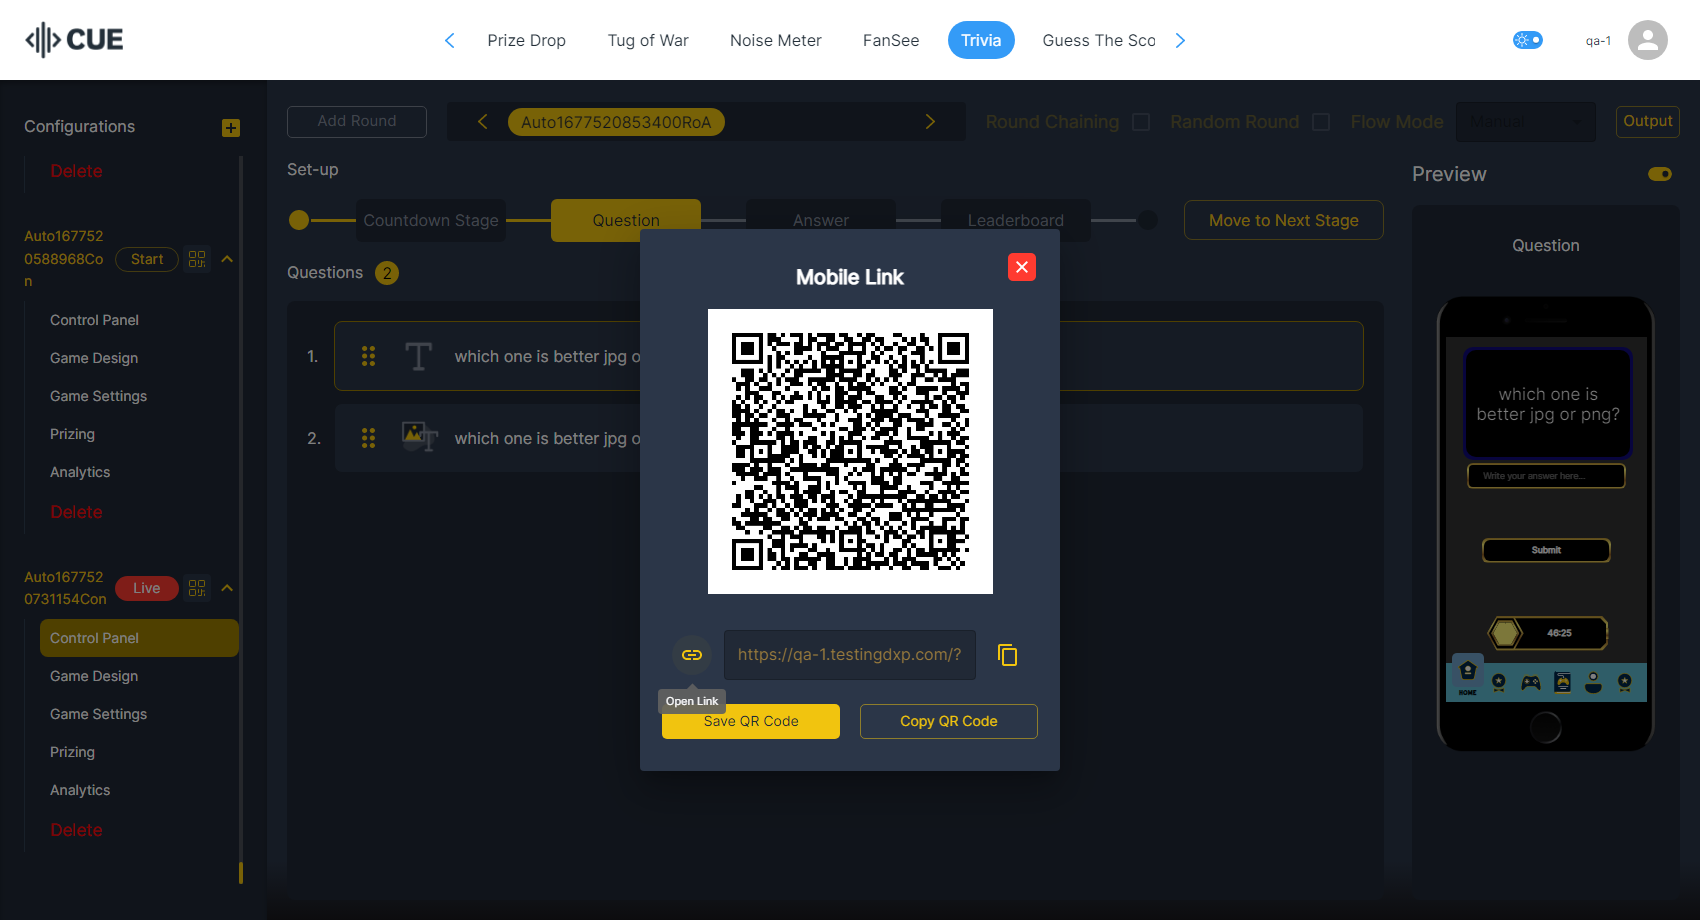 CUE
Prize Drop
Tug of War
Noise Meter
FanSee
Trivia
Guess The Sco
qa-1
Configurations
Delete
Auto167752
0588968Co
n
Start
Control Panel
Game Design
Game Settings
Prizing
Analytics
Delete
Auto167752
0731154Con
Live
Control Panel
Game Design
Game Settings
Prizing
Analytics
Delete
Add Round
Auto1677520853400RoA
Round Chaining
Random Round
Flow Mode
Manual
Output
Set-up
Countdown Stage
Question
Answer
Leaderboard
Move to Next Stage
Questions 2
1. which one is better jpg o
2. which one is better jpg o
Mobile Link
https://qa-1.testingdxp.com/?
Open Link
Save QR Code
Copy QR Code
Preview
Question
which one is
better jpg or png?
Write your answer here...
Submit
46:25
HOME